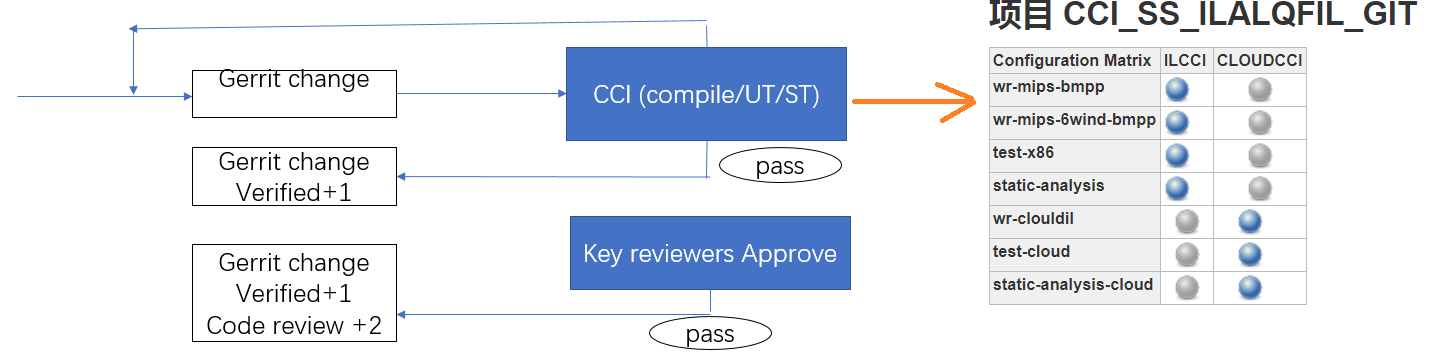 项目 CCI_SS_ILALQFIL_GIT
Gerrit change
CCI (compile/UT/ST)
pass
Gerrit change
Verified+1
Key reviewers Approve
Gerrit change
Verified+1
Code review +2
pass
Configuration Matrix ILCCI CLOUDCCI
wr-mips-bmpp
wr-mips-6wind-bmpp
test-x86
static-analysis
wr-clouldil
test-cloud
static-analysis-cloud